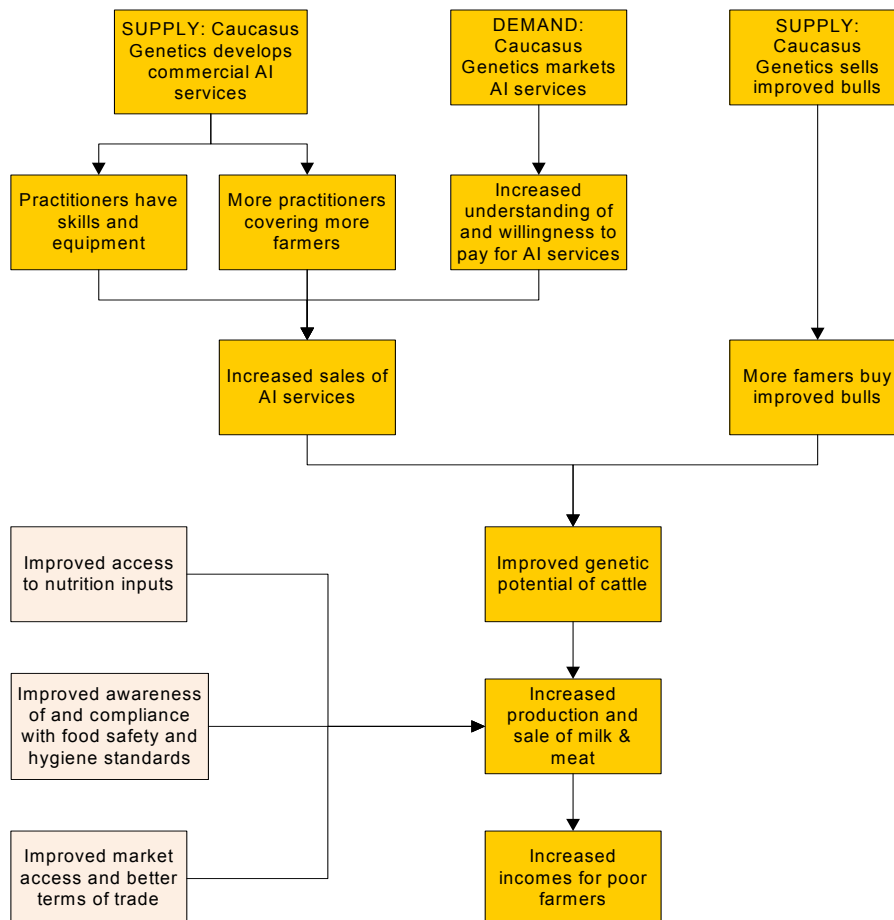 SUPPLY: Caucasus
Genetics develops
commercial AI
services
DEMAND:
Caucasus
Genetics markets
AI services
SUPPLY:
Caucasus
Genetics sells
improved bulls
Practitioners have
skills and
equipment
More practitioners
covering more
farmers
Increased
understanding of
and willingness to
pay for AI services
Increased sales of
AI services
More famers buy
improved bulls
Improved access
to nutrition inputs
Improved genetic
potential of cattle
Improved awareness
of and compliance
with food safety and
hygiene standards
Increased
production and
sale of milk &
meat
Improved market
access and better
terms of trade
Increased
incomes for poor
farmers